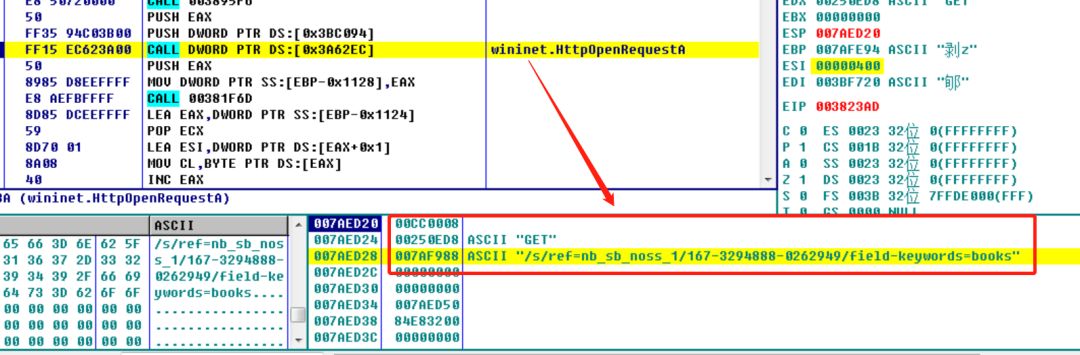 E8 50720000 CALL 003895F6
50 PUSH EAX
FF35 94C03B00 PUSH DWORD PTR DS:[0x3BC094]
FF15 EC623A00 CALL DWORD PTR DS:[0x3A62EC] wininet.HttpOpenRequestA
50 PUSH EAX
8985 D8EEFFFF MOV DWORD PTR SS:[EBP-0x1128],EAX
E8 AEFBFFFF CALL 00381F6D
8D85 DCEEFFFF LEA EAX,DWORD PTR SS:[EBP-0x1124]
59 POP ECX
8D70 01 LEA ESI,DWORD PTR DS:[EAX+0x1]
8A08 MOV CL,BYTE PTR DS:[EAX]
40 INC EAX
EDX 00250ED8 ASCII "GET"
EBX 00000000
ESP 007AED20
EBP 007AFE94 ASCII "剥z"
ESI 00000400
EDI 003BF720 ASCII "郇"
EIP 003823AD
C 0 ES 0023 32位 0(FFFFFFFF)
P 1 CS 001B 32位 0(FFFFFFFF)
A 0 SS 0023 32位 0(FFFFFFFF)
Z 1 DS 0023 32位 0(FFFFFFFF)
S 0 FS 003B 32位 7FFDE000(FFF)
T 0 GS 0000 NULL
BA (wininet.HttpOpenRequestA)
ASCII
65 66 3D 6E 62 5F /s/ref=nb_sb_nos
31 36 37 2D 33 32 s_1/167-3294888-
39 34 39 2F 66 69 0262949/field-ke
64 73 3D 62 6F 6F ywords=books....
00 00 00 00 00 00 ................
00 00 00 00 00 00 ................
00 00 00 00 00 00 ................
007AED20 00CC0008
007AED24 00250ED8 ASCII "GET"
007AED28 007AF988 ASCII "/s/ref=nb_sb_noss_1/167-3294888-0262949/field-keywords=books"
007AED2C 00000000
007AED30 00000000
007AED34 007AED50
007AED38 84E83200
007AED3C 00000000